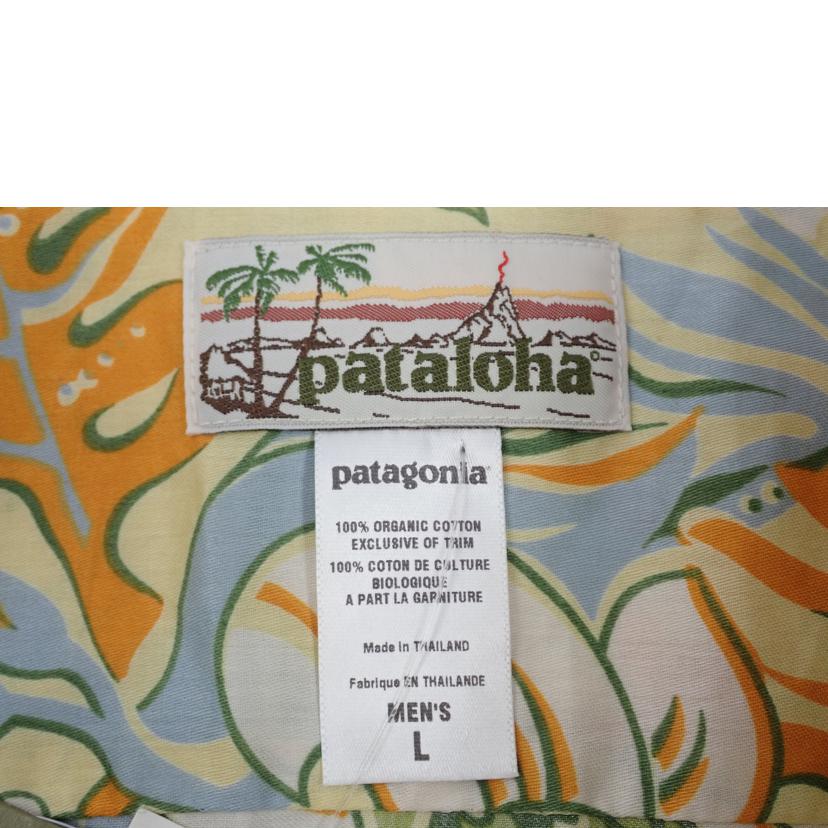 pataloha
patagonia
100% ORGANIC COTTON
EXCLUSIVE OF TRIM
100% COTON DE CULTURE
BIOLOGIQUE
A PART LA GARNITURE
Made in THAILAND
Fabriqué EN THAILANDE
MEN'S
L